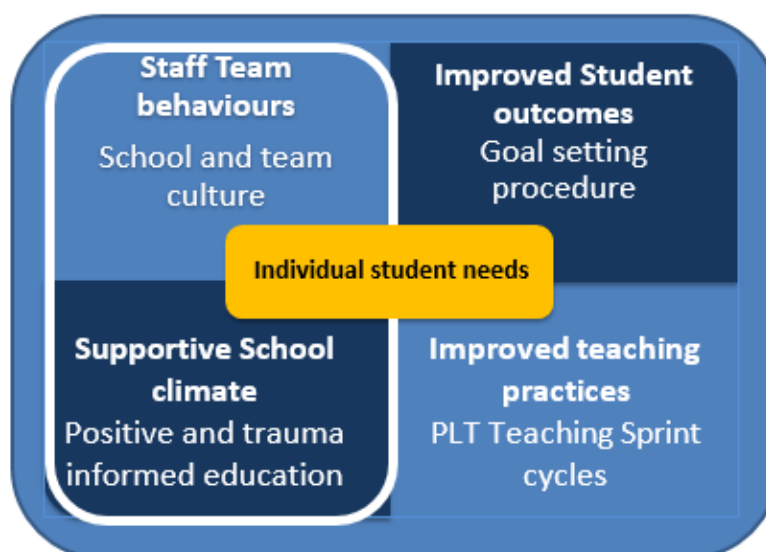 Staff Team
behaviours
School and team
culture
Improved Student
outcomes
Goal setting
procedure
Individual student needs
Supportive School
climate
Positive and trauma
informed education
Improved teaching
practices
PLT Teaching Sprint
cycles